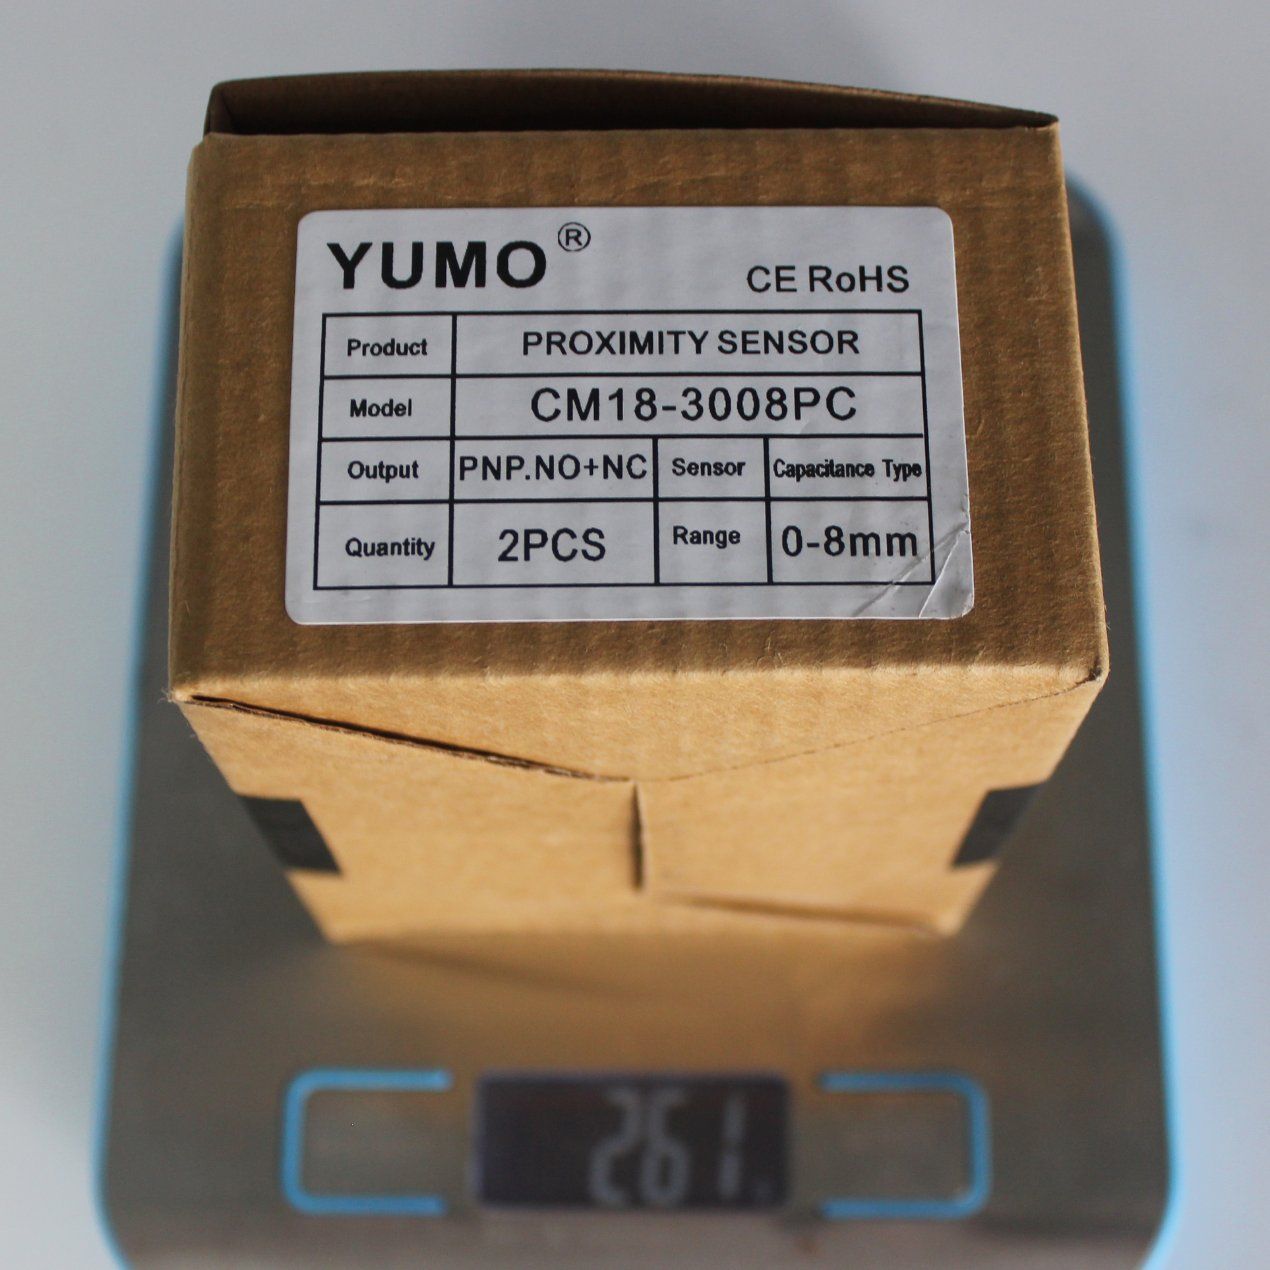 YUMO®
CE RoHS
Product PROXIMITY SENSOR
Model CM18-3008PC
Output PNP.NO+NC Sensor Capacitance Type
Quantity 2PCS Range 0-8mm
261